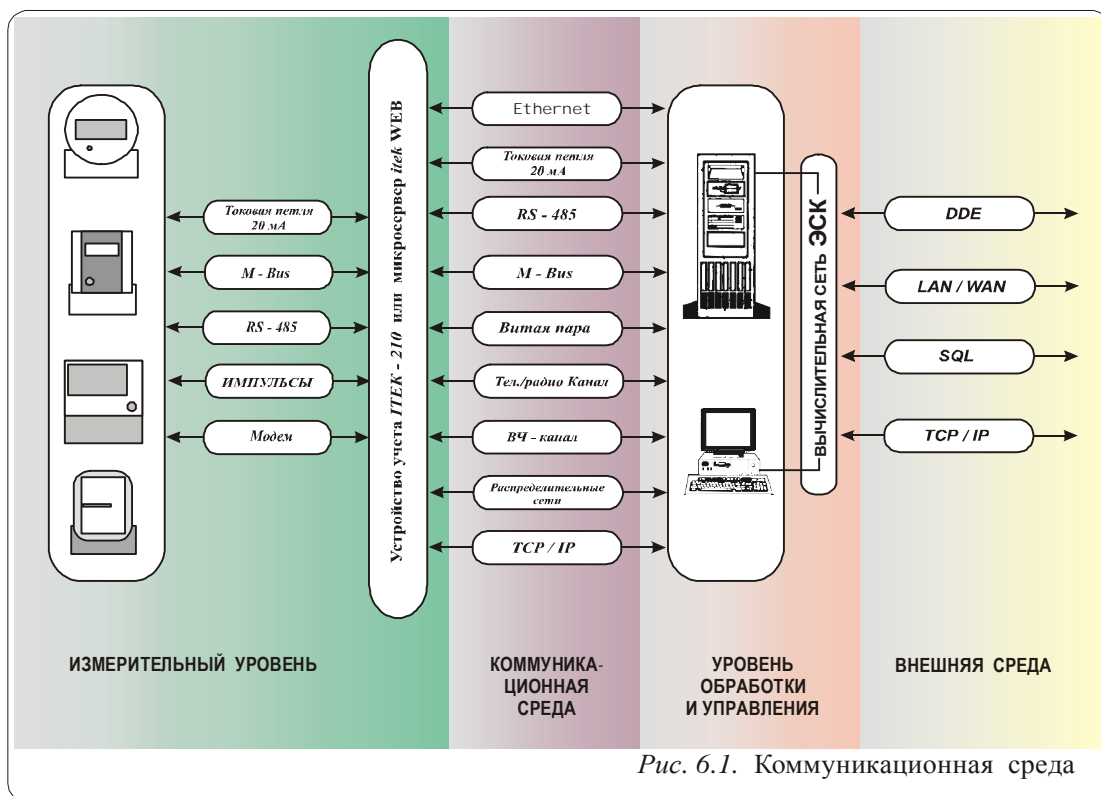 Токовая петля
20 мА
M - Bus
RS - 485
ИМПУЛЬСЫ
Модем
Устройство учета ITEK - 210 или микросервер itek WEB
Ethernet
Токовая петля
20 мА
RS - 485
M - Bus
Витая пара
Тел./радио Канал
ВЧ - канал
Распределительные
сети
TCP / IP
ВЫЧИСЛИТЕЛЬНАЯ СЕТЬ ЭСК
DDE
LAN / WAN
SQL
TCP / IP
ИЗМЕРИТЕЛЬНЫЙ УРОВЕНЬ
КОММУНИКА-
ЦИОННАЯ
СРЕДА
УРОВЕНЬ
ОБРАБОТКИ
И УПРАВЛЕНИЯ
ВНЕШНЯЯ СРЕДА
Рис. 6.1. Коммуникационная среда